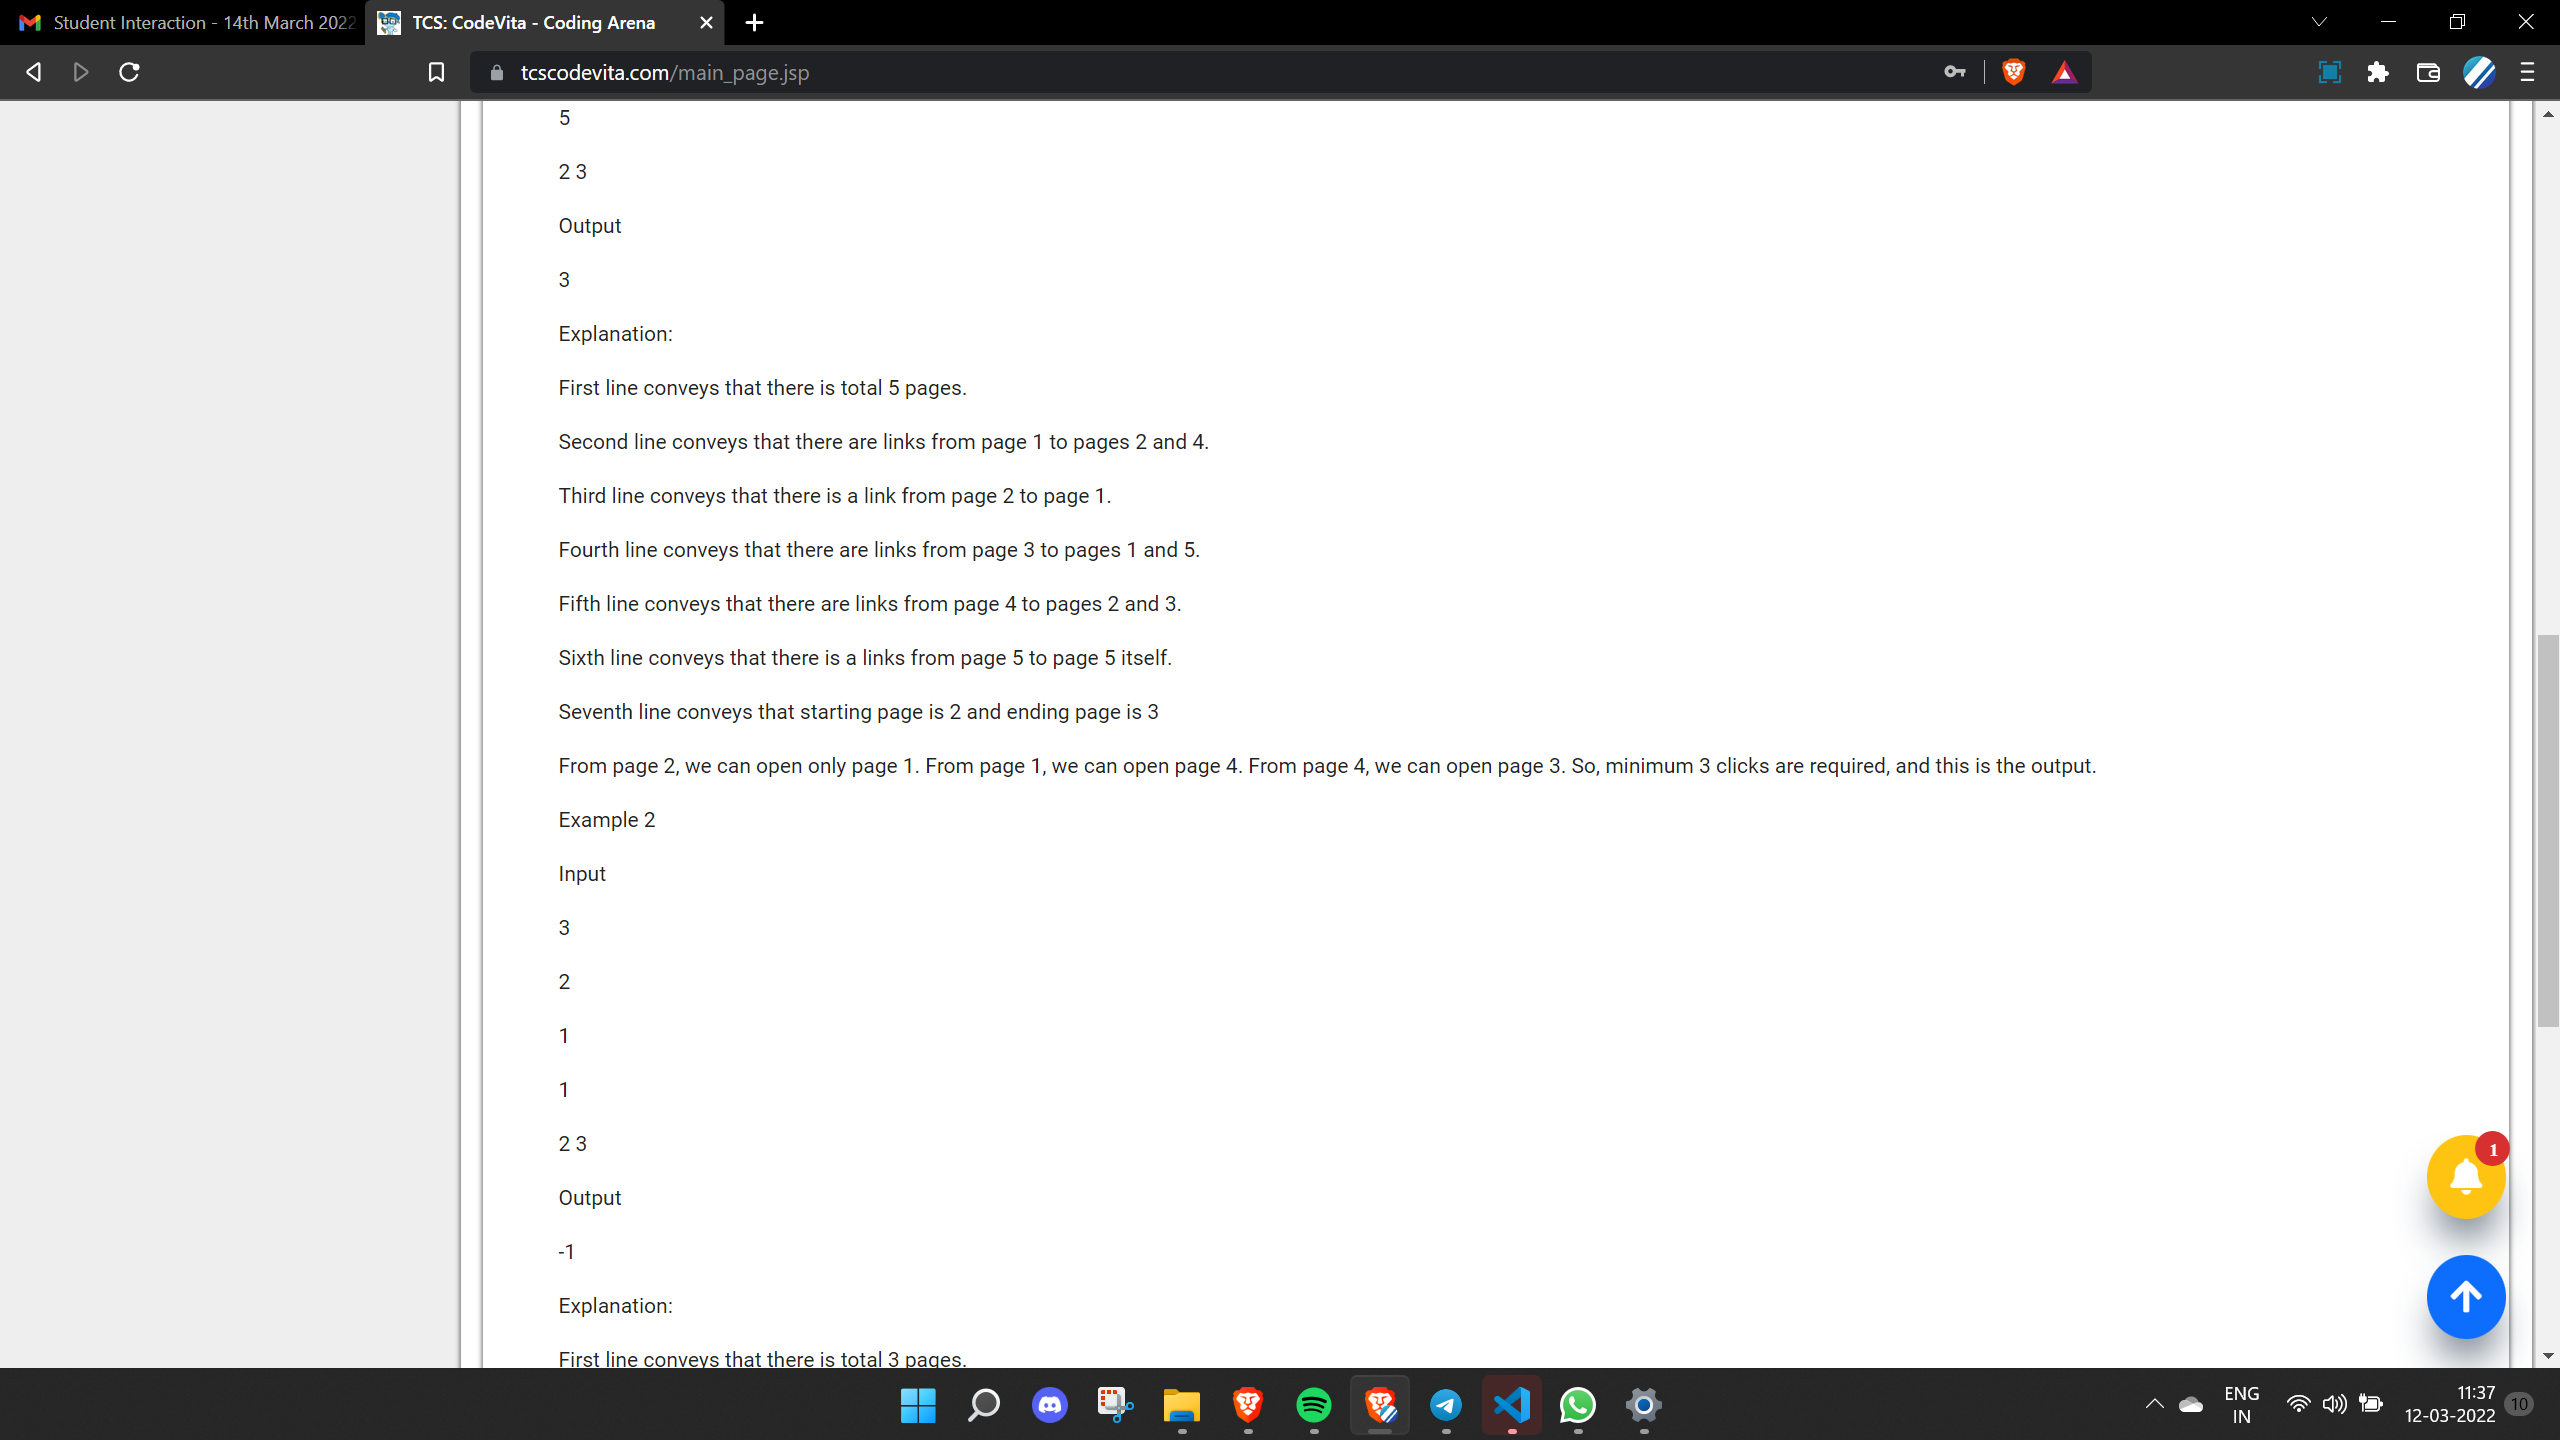 Student Interaction - 14th March 2022
TCS: CodeVita - Coding Arena
tcscodevita.com/main_page.jsp
5
2 3
Output
3
Explanation:
First line conveys that there is total 5 pages.
Second line conveys that there are links from page 1 to pages 2 and 4.
Third line conveys that there is a link from page 2 to page 1.
Fourth line conveys that there are links from page 3 to pages 1 and 5.
Fifth line conveys that there are links from page 4 to pages 2 and 3.
Sixth line conveys that there is a links from page 5 to page 5 itself.
Seventh line conveys that starting page is 2 and ending page is 3
From page 2, we can open only page 1. From page 1, we can open page 4. From page 4, we can open page 3. So, minimum 3 clicks are required, and this is the output.
Example 2
Input
3
2
1
1
2 3
Output
-1
Explanation:
First line conveys that there is total 3 pages.
1
ENG
IN
11:37
12-03-2022
10